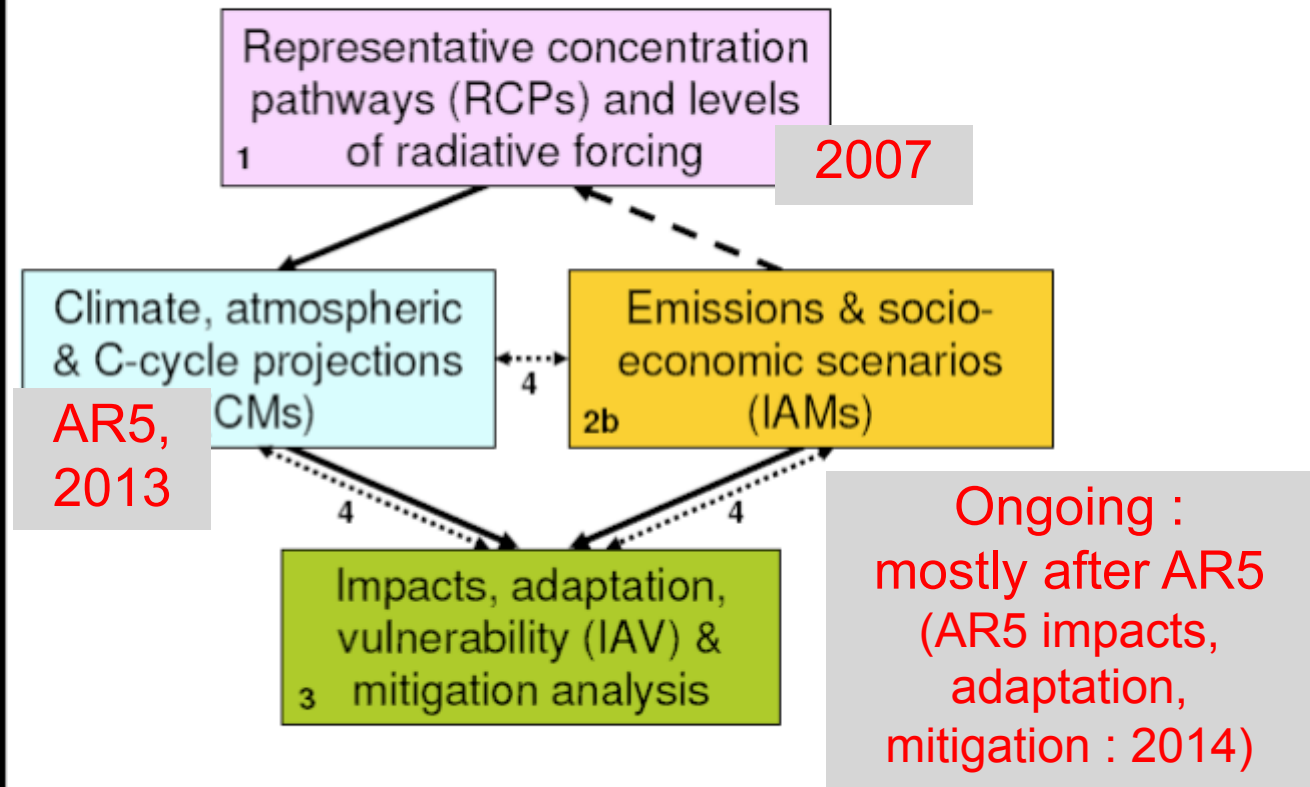 Representative concentration
pathways (RCPs) and levels
1 of radiative forcing
2007
Climate, atmospheric
& C-cycle projections
CMs)
AR5,
2013
4
Emissions & socio-
economic scenarios
2b (IAMs)
4
4
Impacts, adaptation,
vulnerability (IAV) &
3 mitigation analysis
Ongoing :
mostly after AR5
(AR5 impacts,
adaptation,
mitigation : 2014)